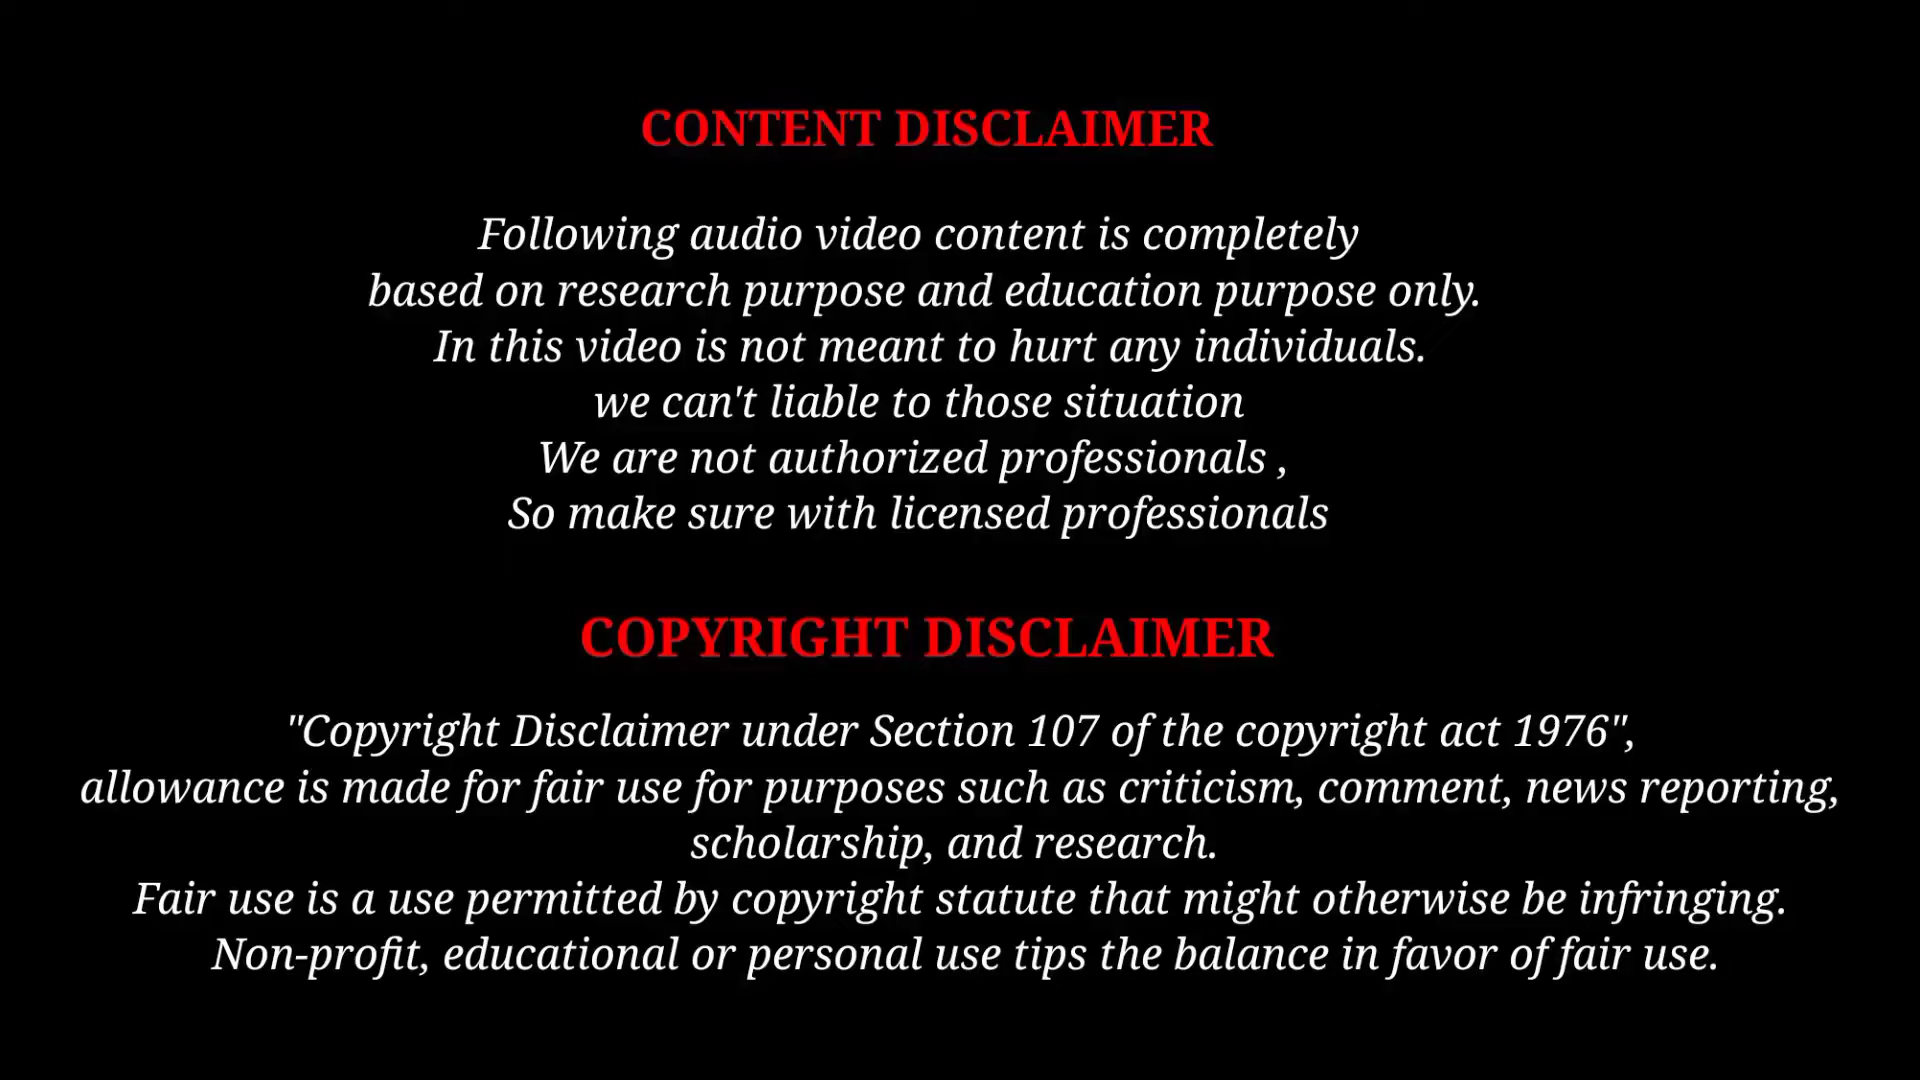 CONTENT DISCLAIMER
Following audio video content is completely
based on research purpose and education purpose only.
In this video is not meant to hurt any individuals.
we can't liable to those situation
We are not authorized professionals ,
So make sure with licensed professionals
COPYRIGHT DISCLAIMER
"Copyright Disclaimer under Section 107 of the copyright act 1976",
allowance is made for fair use for purposes such as criticism, comment, news reporting,
scholarship, and research.
Fair use is a use permitted by copyright statute that might otherwise be infringing.
Non-profit, educational or personal use tips the balance in favor of fair use.